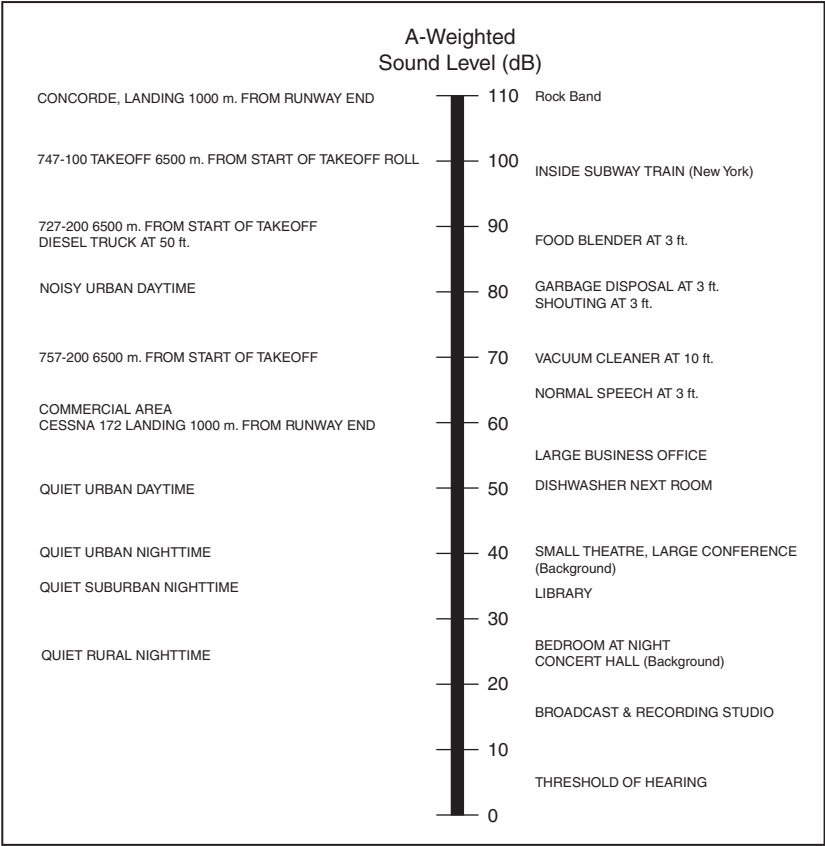 A-Weighted
Sound Level (dB)
CONCORDE, LANDING 1000 m. FROM RUNWAY END
110
Rock Band
747-100 TAKEOFF 6500 m. FROM START OF TAKEOFF ROLL
100
INSIDE SUBWAY TRAIN (New York)
727-200 6500 m. FROM START OF TAKEOFF
DIESEL TRUCK AT 50 ft.
90
FOOD BLENDER AT 3 ft.
NOISY URBAN DAYTIME
80
GARBAGE DISPOSAL AT 3 ft.
SHOUTING AT 3 ft.
757-200 6500 m. FROM START OF TAKEOFF
70
VACUUM CLEANER AT 10 ft.
NORMAL SPEECH AT 3 ft.
COMMERCIAL AREA
CESSNA 172 LANDING 1000 m. FROM RUNWAY END
60
LARGE BUSINESS OFFICE
QUIET URBAN DAYTIME
50
DISHWASHER NEXT ROOM
QUIET URBAN NIGHTTIME
40
SMALL THEATRE, LARGE CONFERENCE
(Background)
QUIET SUBURBAN NIGHTTIME
LIBRARY
30
QUIET RURAL NIGHTTIME
BEDROOM AT NIGHT
CONCERT HALL (Background)
20
BROADCAST & RECORDING STUDIO
10
THRESHOLD OF HEARING
0